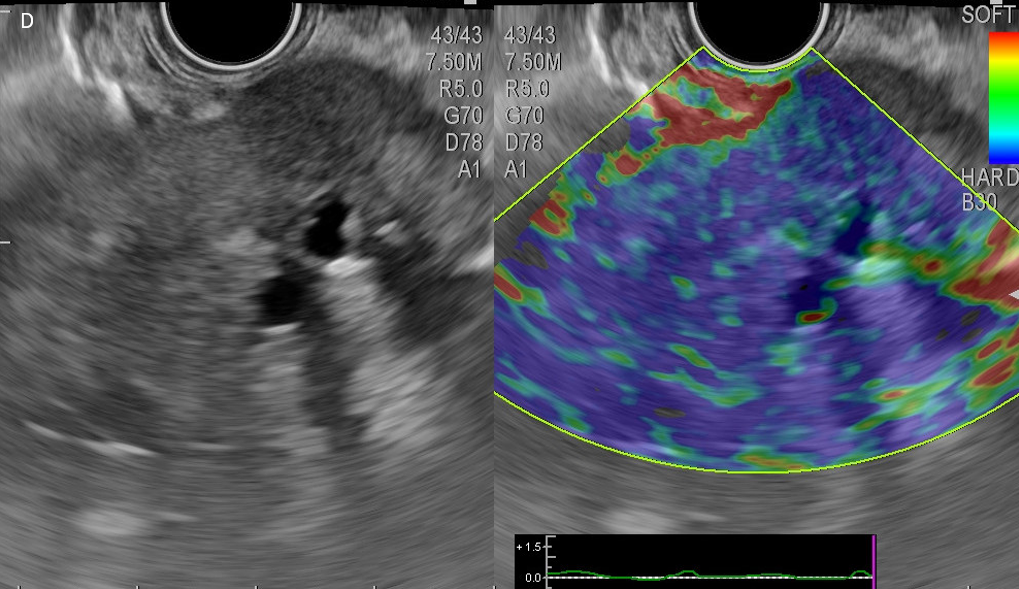 D
43/43
7.50M
R5.0
G70
D78
A1
43/43
7.50M
R5.0
G70
D78
A1
SOFT
HARD
B30
+1.5
0.0